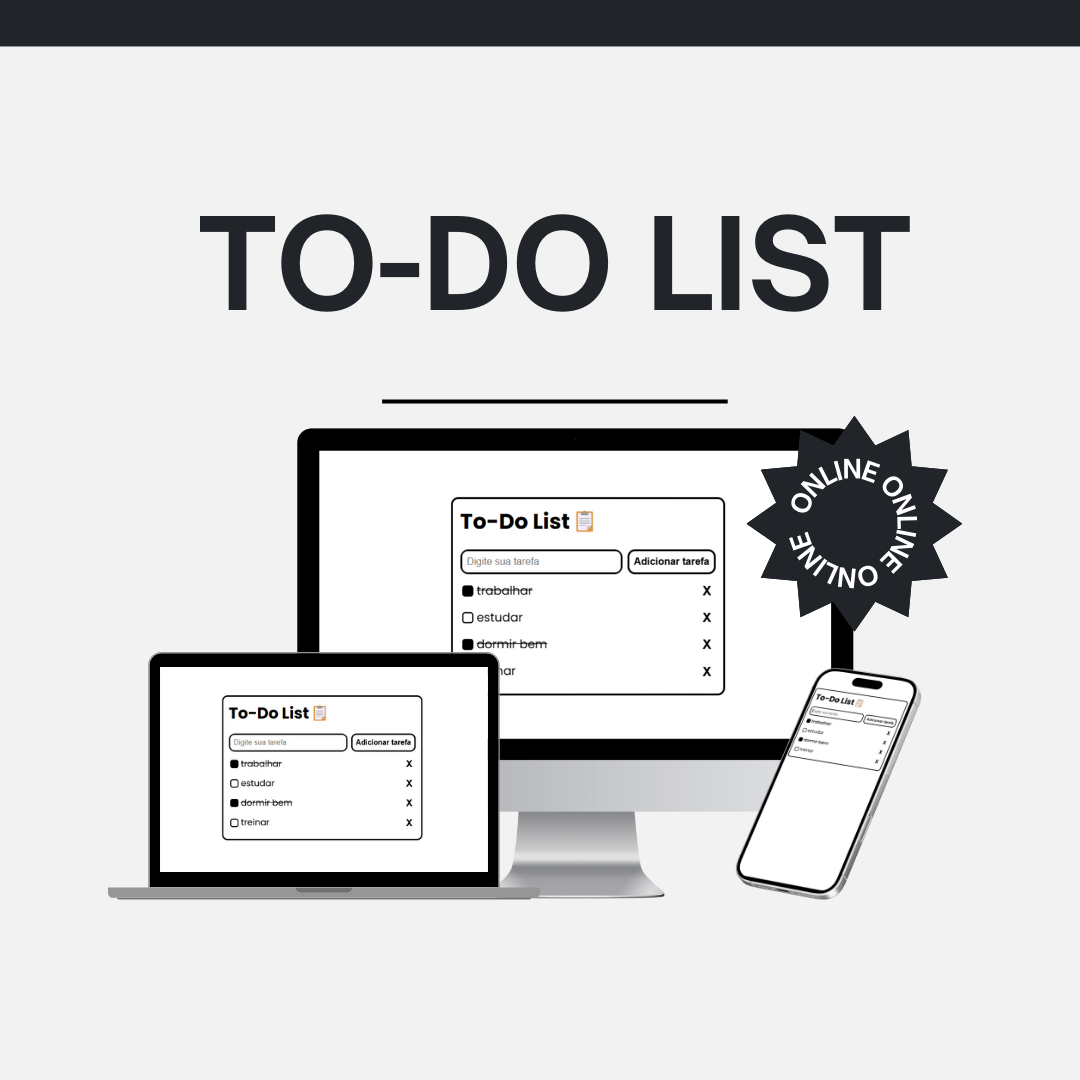 TO-DO LIST
ONLINE ONLINE ONLINE
To-Do List 📋
Digite sua tarefa
Adicionar tarefa
trabalhar X
estudar X
dormir bem X
nar X
To-Do List 📋
Digite sua tarefa
Adicionar tarefa
trabalhar X
estudar X
dormir bem X
treinar X
To-Do List 📋
Digite sua tarefa
Adicionar tarefa
trabalhar X
estudar X
dormir bem X
treinar X